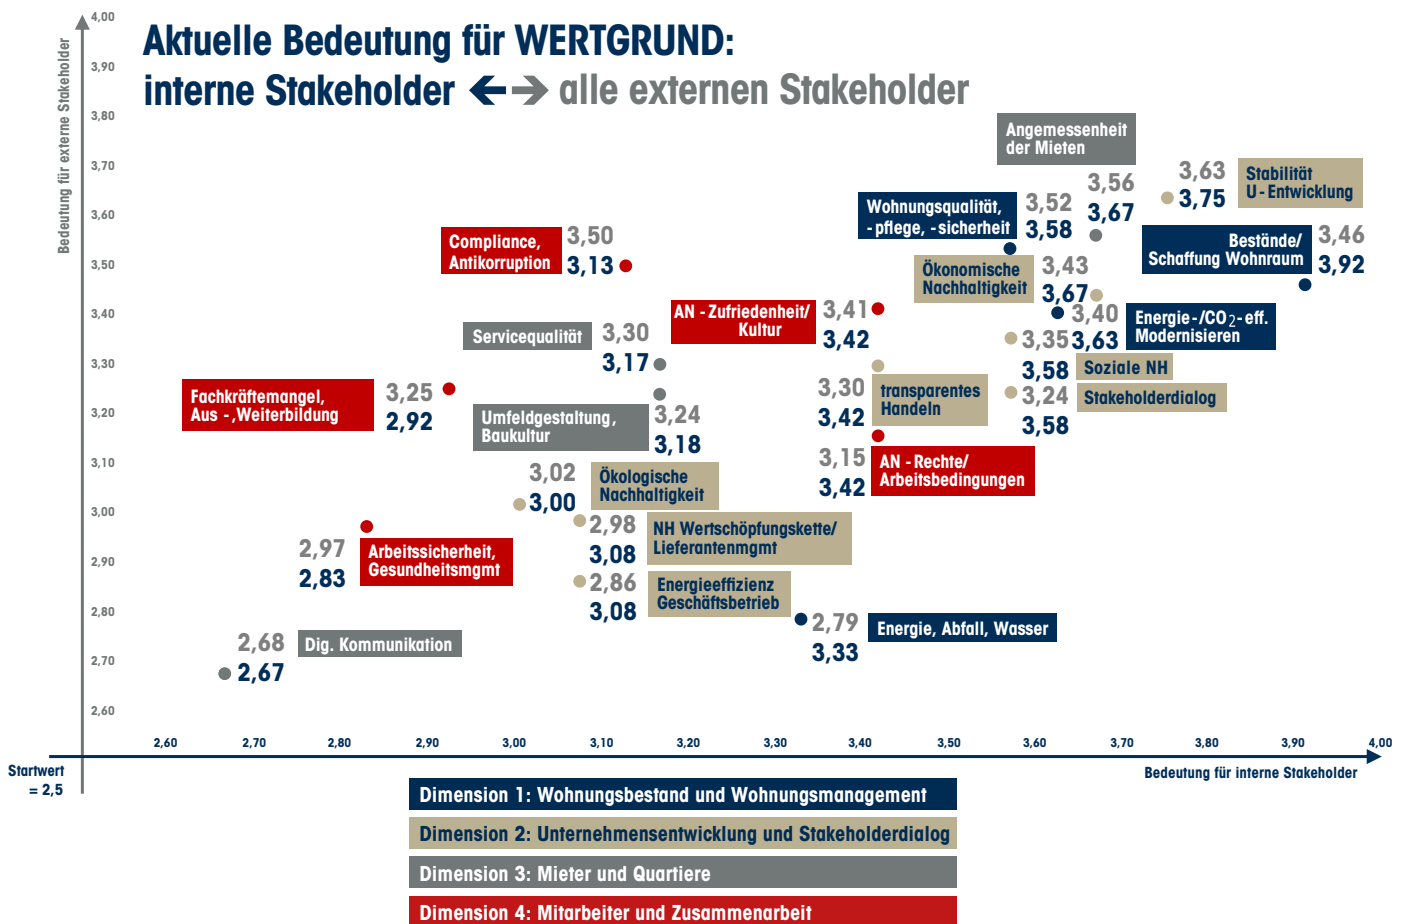 Aktuelle Bedeutung für WERTGRUND:
interne Stakeholder alle externen Stakeholder
Bedeutung für externe Stakeholder
4,00
3,90
3,80
3,70
3,60
3,50
3,40
3,30
3,20
3,10
3,00
2,90
2,80
2,70
2,60
Angemessenheit
der Mieten
3,56
3,67
3,63
3,75
Stabilität
U - Entwicklung
Wohnungsqualität,
- pflege, - sicherheit
3,52
3,58
Bestände/
Schaffung Wohnraum
3,46
3,92
Compliance,
Antikorruption
3,50
3,13
Ökonomische
Nachhaltigkeit
3,43
3,67
AN - Zufriedenheit/
Kultur
3,41
3,42
3,40
3,63
Energie-/CO2-eff.
Modernisieren
Servicequalität
3,30
3,17
3,35
3,58
Soziale NH
Fachkräftemangel,
Aus - ,Weiterbildung
3,25
2,92
3,30
3,42
transparentes
Handeln
3,24
3,58
Stakeholderdialog
Umfeldgestaltung,
Baukultur
3,24
3,18
3,15
3,42
AN - Rechte/
Arbeitsbedingungen
3,02
3,00
Ökologische
Nachhaltigkeit
2,98
3,08
NH Wertschöpfungskette/
Lieferantenmgmt
2,97
2,83
Arbeitssicherheit,
Gesundheitsmgmt
2,86
3,08
Energieeffizienz
Geschäftsbetrieb
2,79
3,33
Energie, Abfall, Wasser
2,68
2,67
Dig. Kommunikation
2,60 2,70 2,80 2,90 3,00 3,10 3,20 3,30 3,40 3,50 3,60 3,70 3,80 3,90 4,00
Startwert
= 2,5
Bedeutung für interne Stakeholder
Dimension 1: Wohnungsbestand und Wohnungsmanagement
Dimension 2: Unternehmensentwicklung und Stakeholderdialog
Dimension 3: Mieter und Quartiere
Dimension 4: Mitarbeiter und Zusammenarbeit